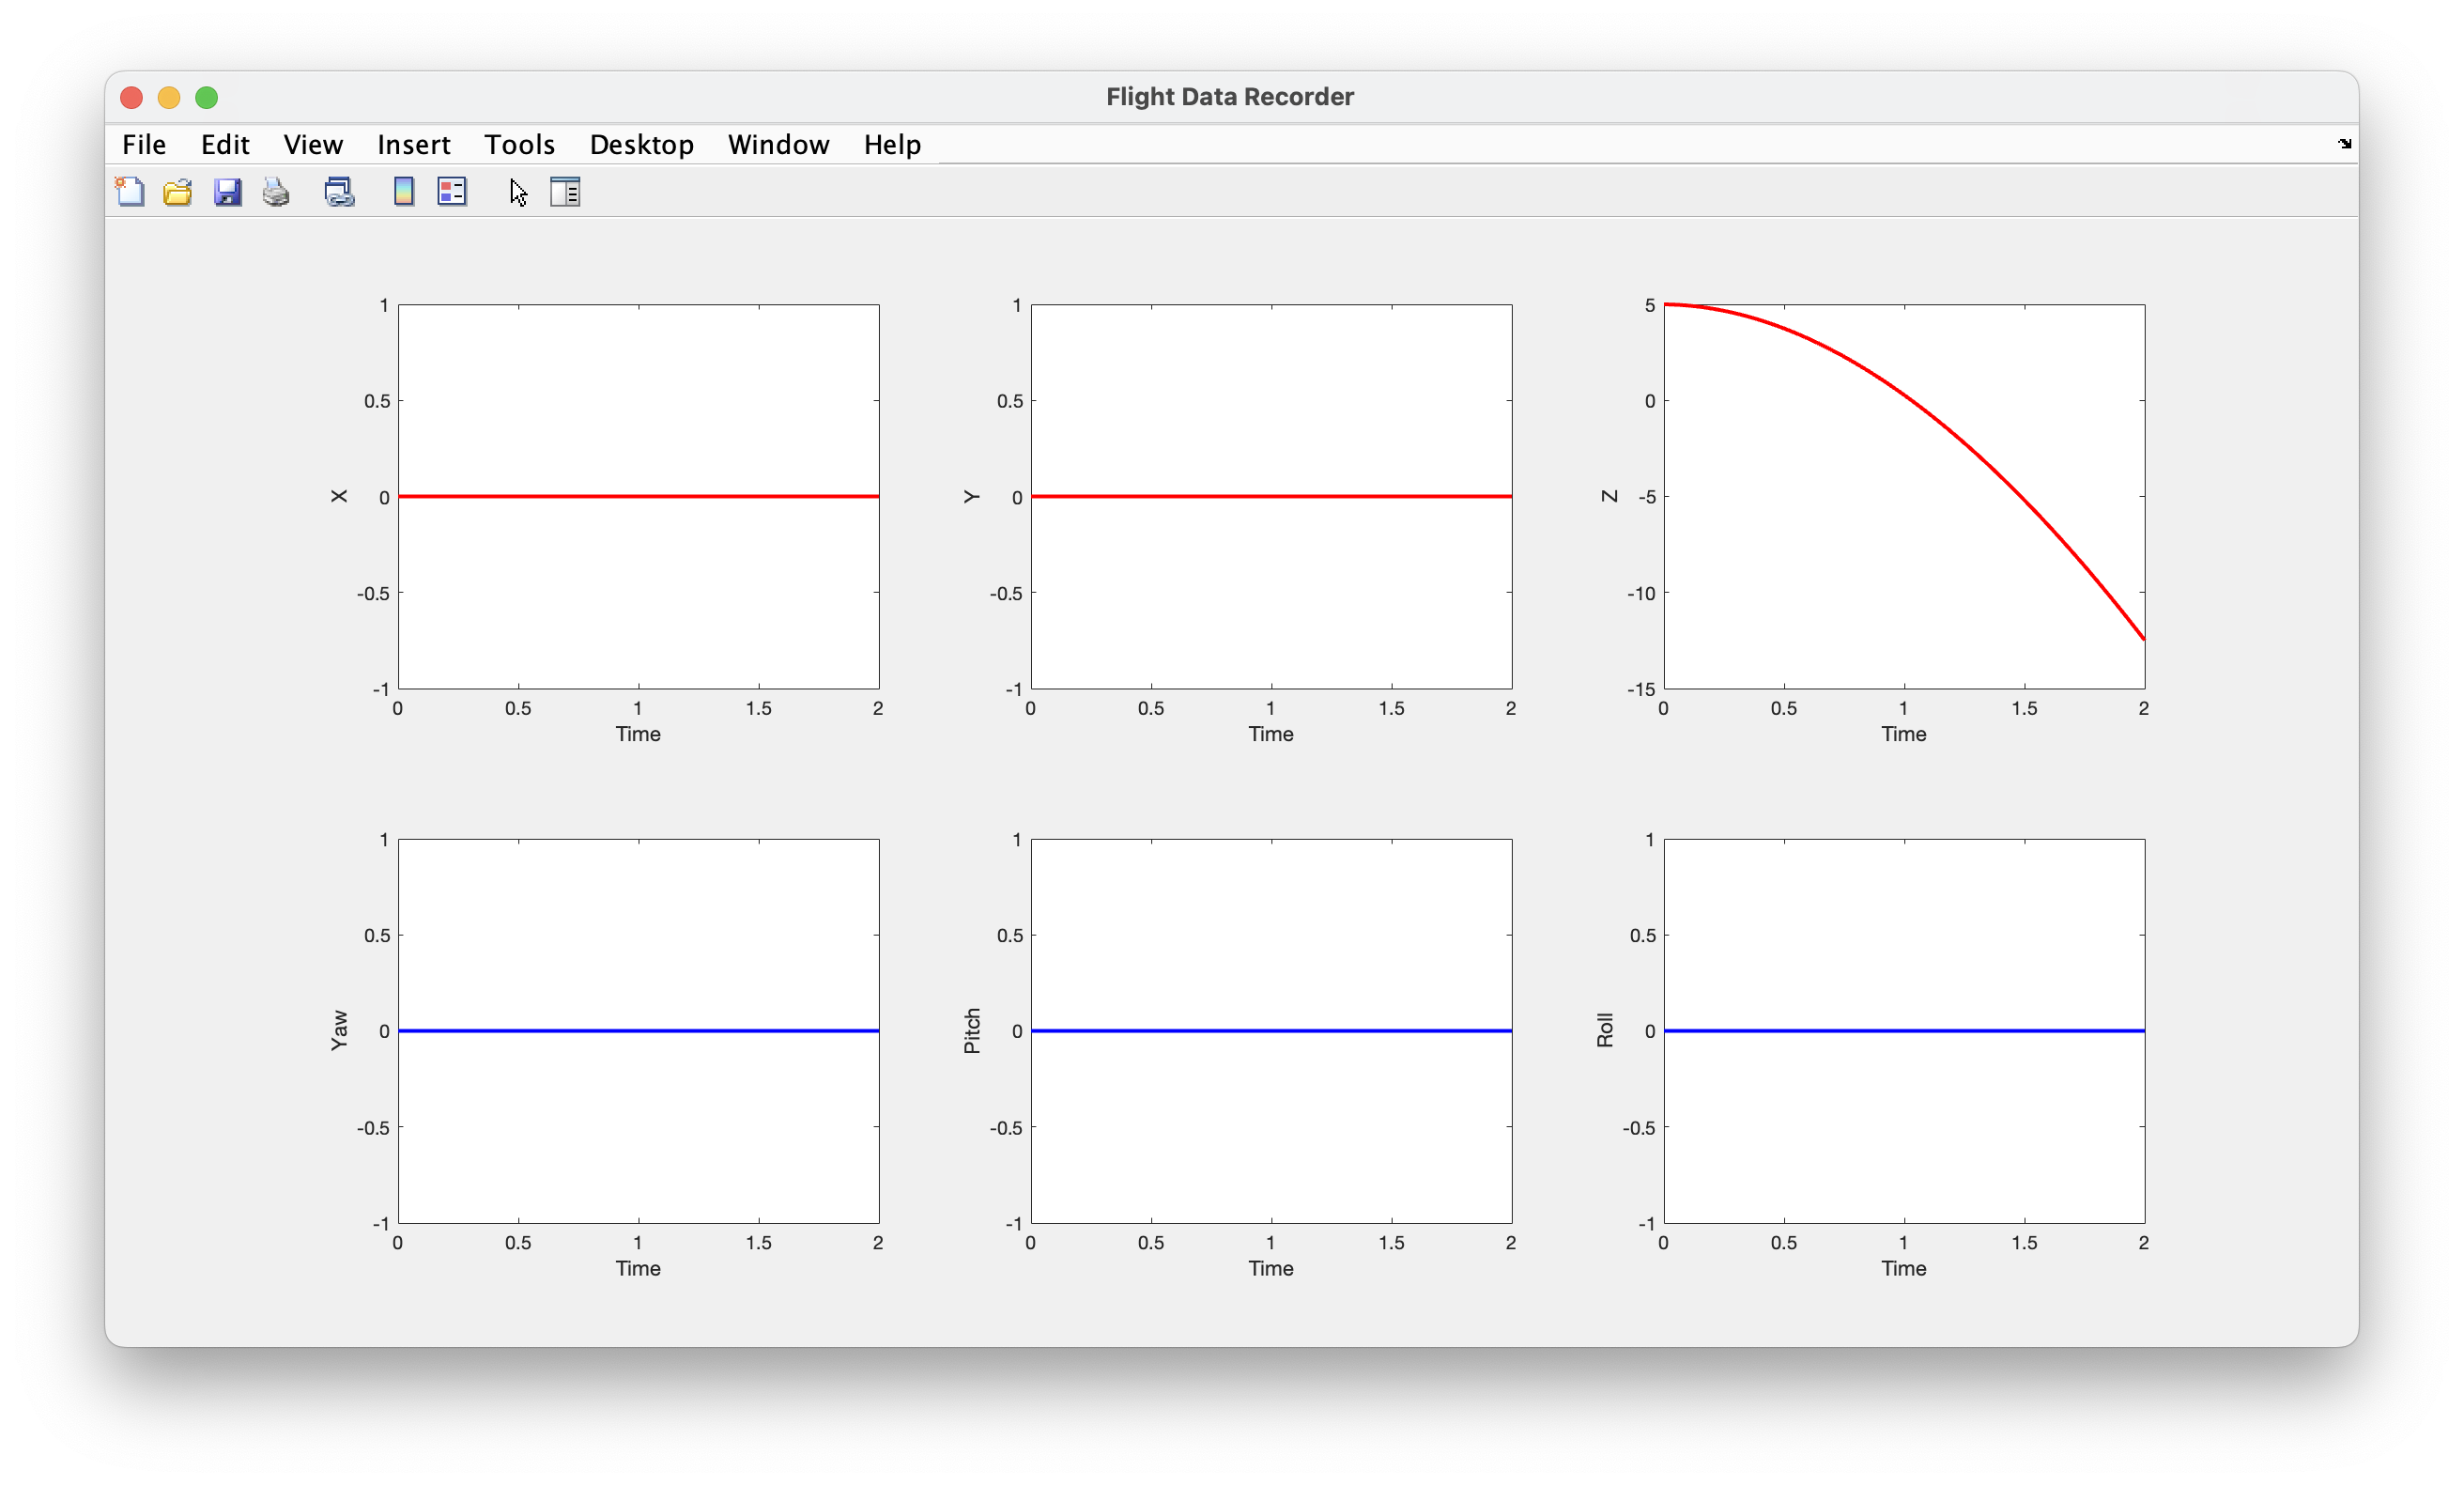 Flight Data Recorder
File Edit View Insert Tools Desktop Window Help
1 0.5 0 -0.5 -1
X
0 0.5 1 1.5 2
Time
1 0.5 0 -0.5 -1
Y
0 0.5 1 1.5 2
Time
5 0 -5 -10 -15
Z
0 0.5 1 1.5 2
Time
1 0.5 0 -0.5 -1
Yaw
0 0.5 1 1.5 2
Time
1 0.5 0 -0.5 -1
Pitch
0 0.5 1 1.5 2
Time
1 0.5 0 -0.5 -1
Roll
0 0.5 1 1.5 2
Time